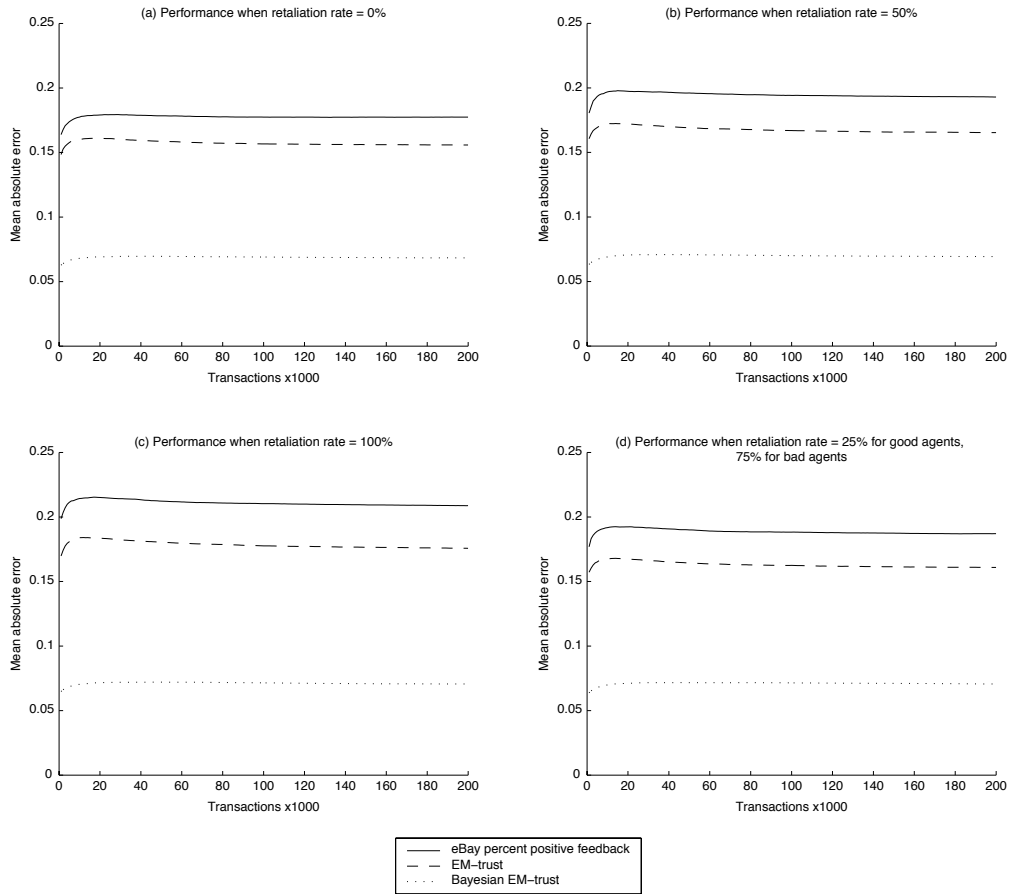 (a) Performance when retaliation rate = 0%
0.25
0.2
0.15
0.1
0.05
0
Mean absolute error
0 20 40 60 80 100 120 140 160 180 200
Transactions x1000
(b) Performance when retaliation rate = 50%
0.25
0.2
0.15
0.1
0.05
0
Mean absolute error
0 20 40 60 80 100 120 140 160 180 200
Transactions x1000
(c) Performance when retaliation rate = 100%
0.25
0.2
0.15
0.1
0.05
0
Mean absolute error
0 20 40 60 80 100 120 140 160 180 200
Transactions x1000
(d) Performance when retaliation rate = 25% for good agents,
75% for bad agents
0.25
0.2
0.15
0.1
0.05
0
Mean absolute error
0 20 40 60 80 100 120 140 160 180 200
Transactions x1000
eBay percent positive feedback
EM−trust
Bayesian EM−trust